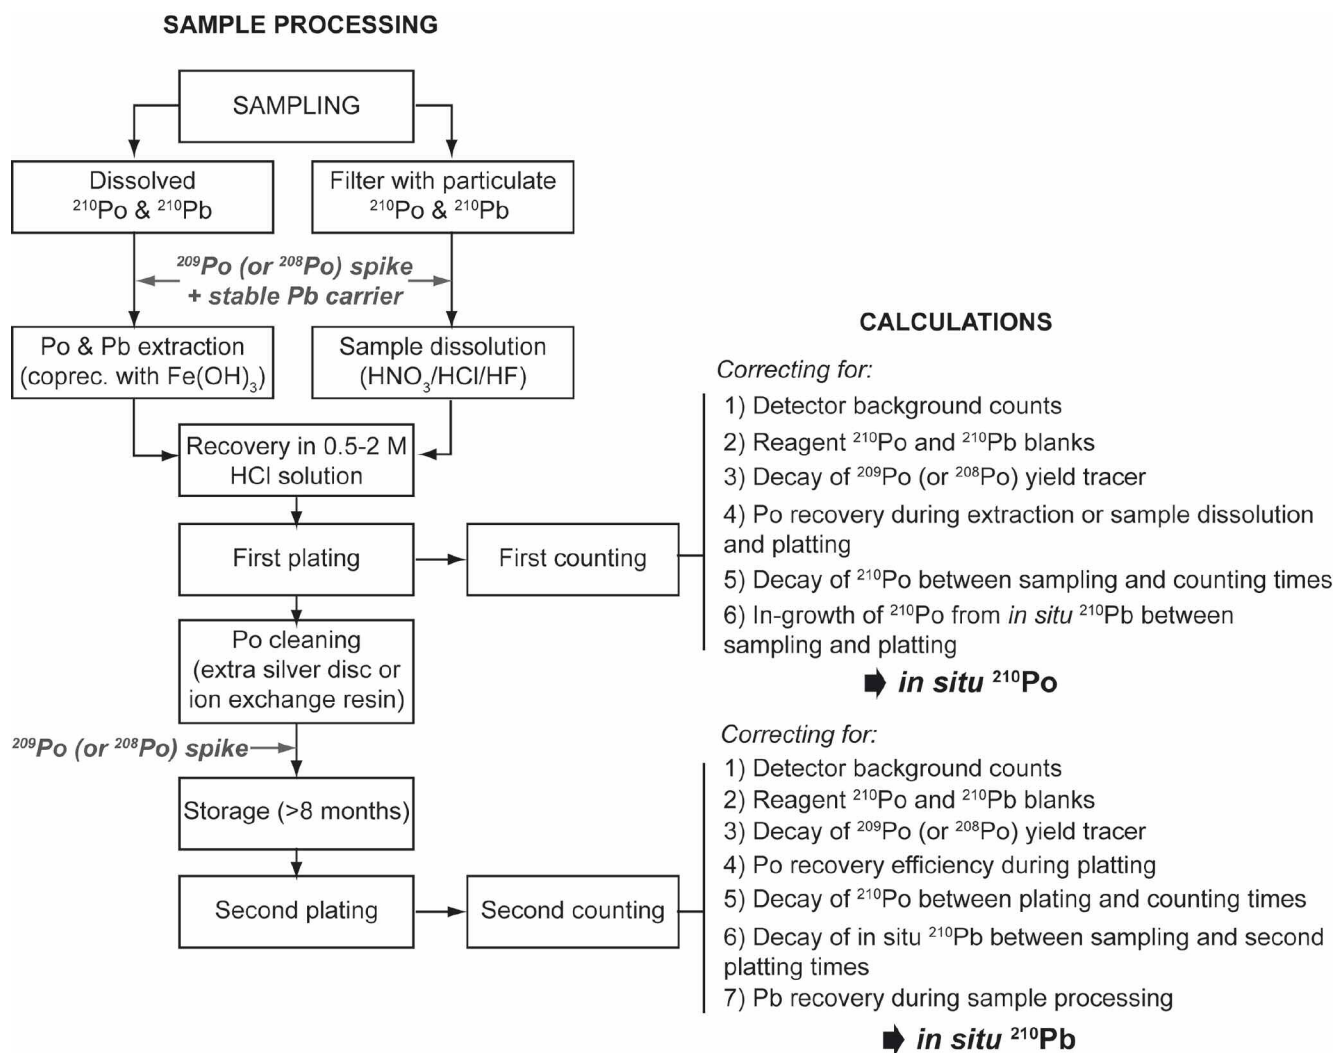 SAMPLE PROCESSING
SAMPLING
Dissolved
²¹⁰Po & ²¹⁰Pb
Filter with particulate
²¹⁰Po & ²¹⁰Pb
²⁰⁹Po (or ²⁰⁸Po) spike
+ stable Pb carrier
Po & Pb extraction
(coprec. with Fe(OH)₃)
Sample dissolution
(HNO₃/HCl/HF)
Recovery in 0.5-2 M
HCl solution
First plating
First counting
Po cleaning
(extra silver disc or
ion exchange resin)
²⁰⁹Po (or ²⁰⁸Po) spike
Storage (>8 months)
Second plating
Second counting
CALCULATIONS
Correcting for:
1) Detector background counts
2) Reagent ²¹⁰Po and ²¹⁰Pb blanks
3) Decay of ²⁰⁹Po (or ²⁰⁸Po) yield tracer
4) Po recovery during extraction or sample dissolution
and platting
5) Decay of ²¹⁰Po between sampling and counting times
6) In-growth of ²¹⁰Po from in situ ²¹⁰Pb between
sampling and platting
in situ ²¹⁰Po
Correcting for:
1) Detector background counts
2) Reagent ²¹⁰Po and ²¹⁰Pb blanks
3) Decay of ²⁰⁹Po (or ²⁰⁸Po) yield tracer
4) Po recovery efficiency during platting
5) Decay of ²¹⁰Po between plating and counting times
6) Decay of in situ ²¹⁰Pb between sampling and second
platting times
7) Pb recovery during sample processing
in situ ²¹⁰Pb